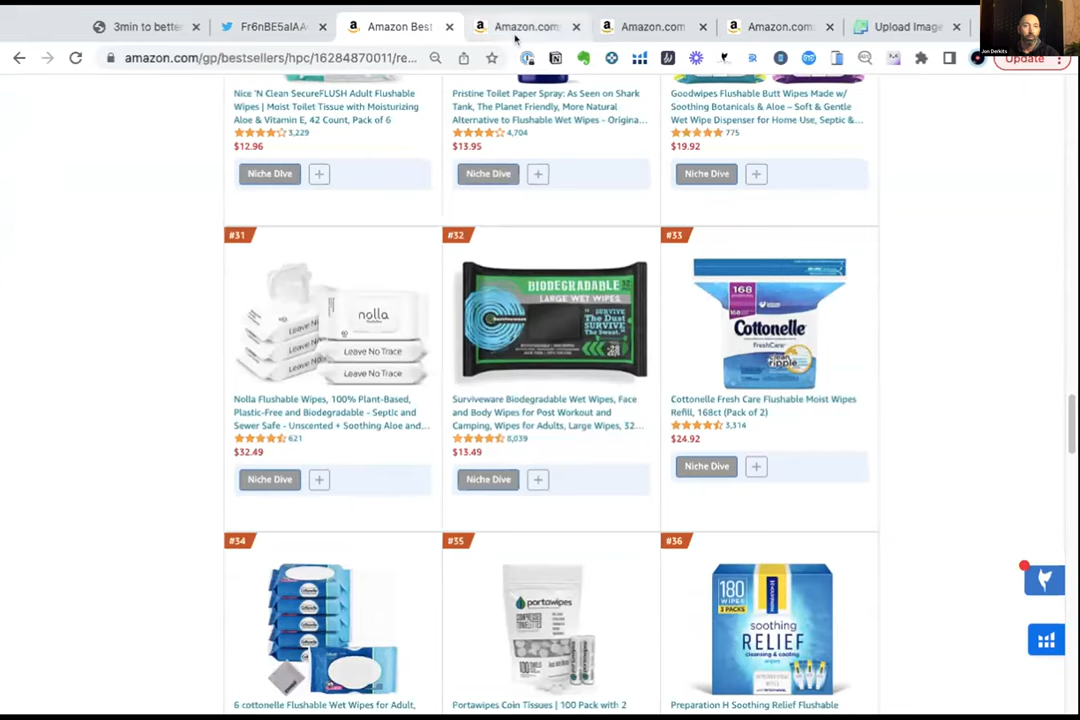 3min to bette
Fr6nBE5aIAA
Amazon Best
Amazon.com
Amazon.com
Amazon.com
Upload Image
Jon Derkits
amazon.com/gp/bestsellers/hpc/16284870011/re...
Update
Nice 'N Clean SecureFLUSH Adult Flushable
Wipes | Moist Toilet Tissue with Moisturizing
Aloe & Vitamin E, 42 Count, Pack of 6
3,229
$12.96
Niche Dive
Pristine Toilet Paper Spray: As Seen on Shark
Tank, The Planet Friendly, More Natural
Alternative to Flushable Wet Wipes - Origina...
4,704
$13.95
Niche Dive
Goodwipes Flushable Butt Wipes Made w/
Soothing Botanicals & Aloe – Soft & Gentle
Wet Wipe Dispenser for Home Use, Septic &...
775
$19.92
Niche Dive
#31
nolla
Leave No Trace
Leave No Trace
Nolla Flushable Wipes, 100% Plant-Based,
Plastic-Free and Biodegradable - Septic and
Sewer Safe - Unscented + Soothing Aloe and...
621
$32.49
Niche Dive
#32
BIODEGRADABLE
LARGE WET WIPES
SURVIVE
THE DUST
SURVIVE
THE SWEAT
Surviveware Biodegradable Wet Wipes, Face
and Body Wipes for Post Workout and
Camping, Wipes for Adults, Large Wipes, 32...
8,039
$13.49
Niche Dive
#33
168
Cottonelle
FreshCare
clean
ripple
Cottonelle Fresh Care Flushable Moist Wipes
Refill, 168ct (Pack of 2)
3,314
$24.92
Niche Dive
#34
6 cottonelle Flushable Wet Wipes for Adult,
#35
portawipes
COMPRESSED
TOWELETTES
Portawipes Coin Tissues | 100 Pack with 2
#36
180
WIPES
3 PACKS
PREPARATION H
soothing
RELIEF
cleansing & cooling
wipes
Preparation H Soothing Relief Flushable